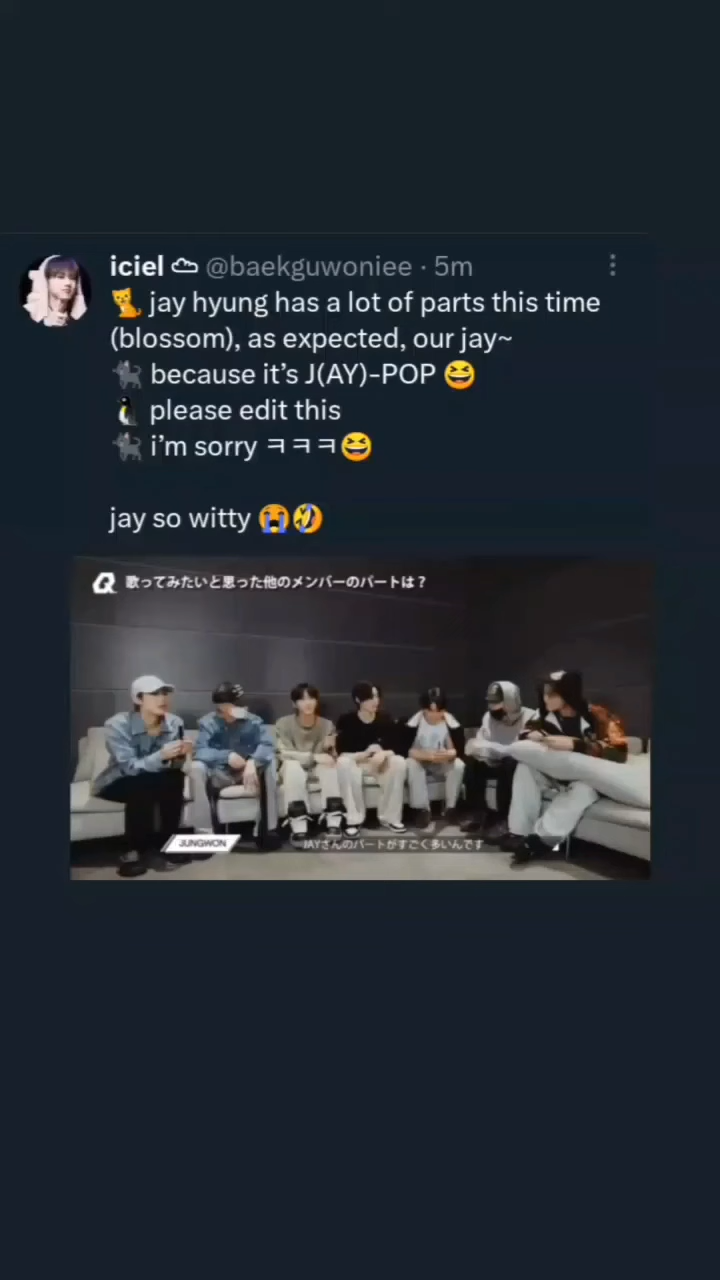 iciel @baekguwoniee · 5m
🐈 jay hyung has a lot of parts this time
(blossom), as expected, our jay~
🐈‍⬛ because it’s J(AY)-POP 😆
🐧 please edit this
🐈‍⬛ i’m sorry ㅋㅋㅋ😆
jay so witty 😭🤣
Q 歌ってみたいと思った他のメンバーのパートは？
JUNGWON
JAYさんのパートがすごく多いんです